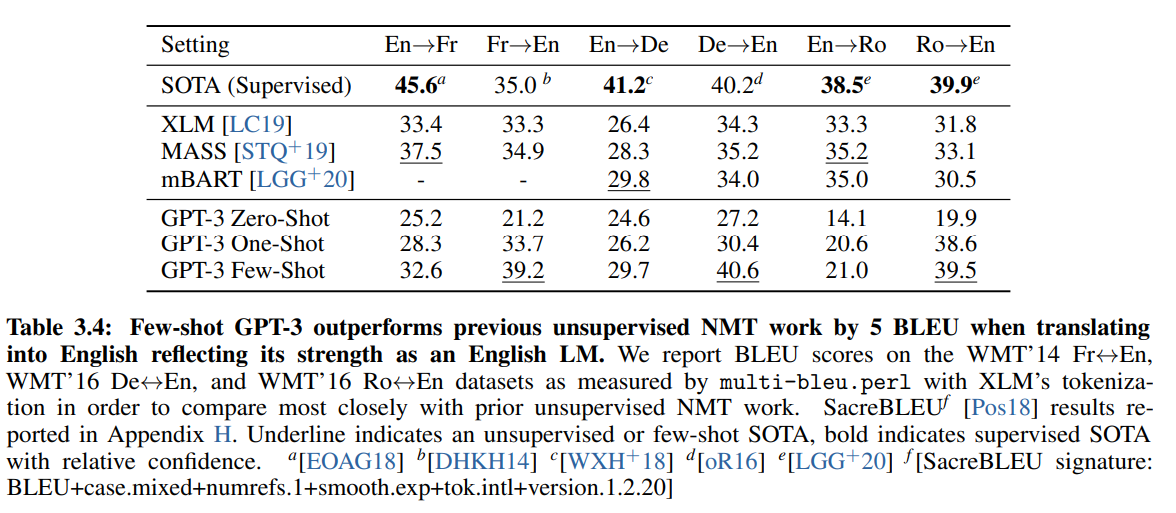 Setting En→Fr Fr→En En→De De→En En→Ro Ro→En
SOTA (Supervised) 45.6a 35.0 b 41.2c 40.2d 38.5e 39.9e
XLM [LC19] 33.4 33.3 26.4 34.3 33.3 31.8
MASS [STQ+19] 37.5 34.9 28.3 35.2 35.2 33.1
mBART [LGG+20] - - 29.8 34.0 35.0 30.5
GPT-3 Zero-Shot 25.2 21.2 24.6 27.2 14.1 19.9
GPT-3 One-Shot 28.3 33.7 26.2 30.4 20.6 38.6
GPT-3 Few-Shot 32.6 39.2 29.7 40.6 21.0 39.5
Table 3.4: Few-shot GPT-3 outperforms previous unsupervised NMT work by 5 BLEU when translating
into English reflecting its strength as an English LM. We report BLEU scores on the WMT'14 Fr↔En,
WMT'16 De↔En, and WMT'16 Ro↔En datasets as measured by multi-bleu.perl with XLM's tokeniza-
tion in order to compare most closely with prior unsupervised NMT work. SacreBLEUf [Pos18] results re-
ported in Appendix H. Underline indicates an unsupervised or few-shot SOTA, bold indicates supervised SOTA
with relative confidence. a[EOAG18] b[DHKH14] c[WXH+18] d[oR16] e[LGG+20] f[SacreBLEU signature:
BLEU+case.mixed+numrefs.1+smooth.exp+tok.intl+version.1.2.20]